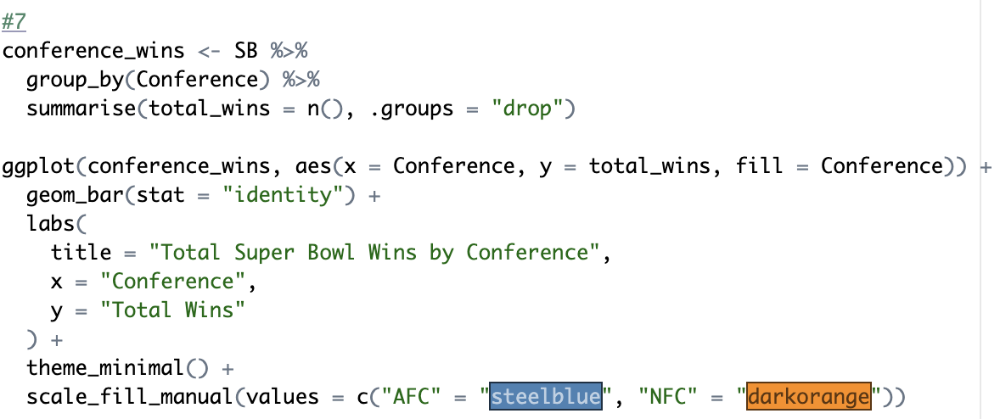 #7
conference_wins <- SB %>%
  group_by(Conference) %>%
  summarise(total_wins = n(), .groups = "drop")

ggplot(conference_wins, aes(x = Conference, y = total_wins, fill = Conference)) +
  geom_bar(stat = "identity") +
  labs(
    title = "Total Super Bowl Wins by Conference",
    x = "Conference",
    y = "Total Wins"
  ) +
  theme_minimal() +
  scale_fill_manual(values = c("AFC" = "steelblue", "NFC" = "darkorange"))